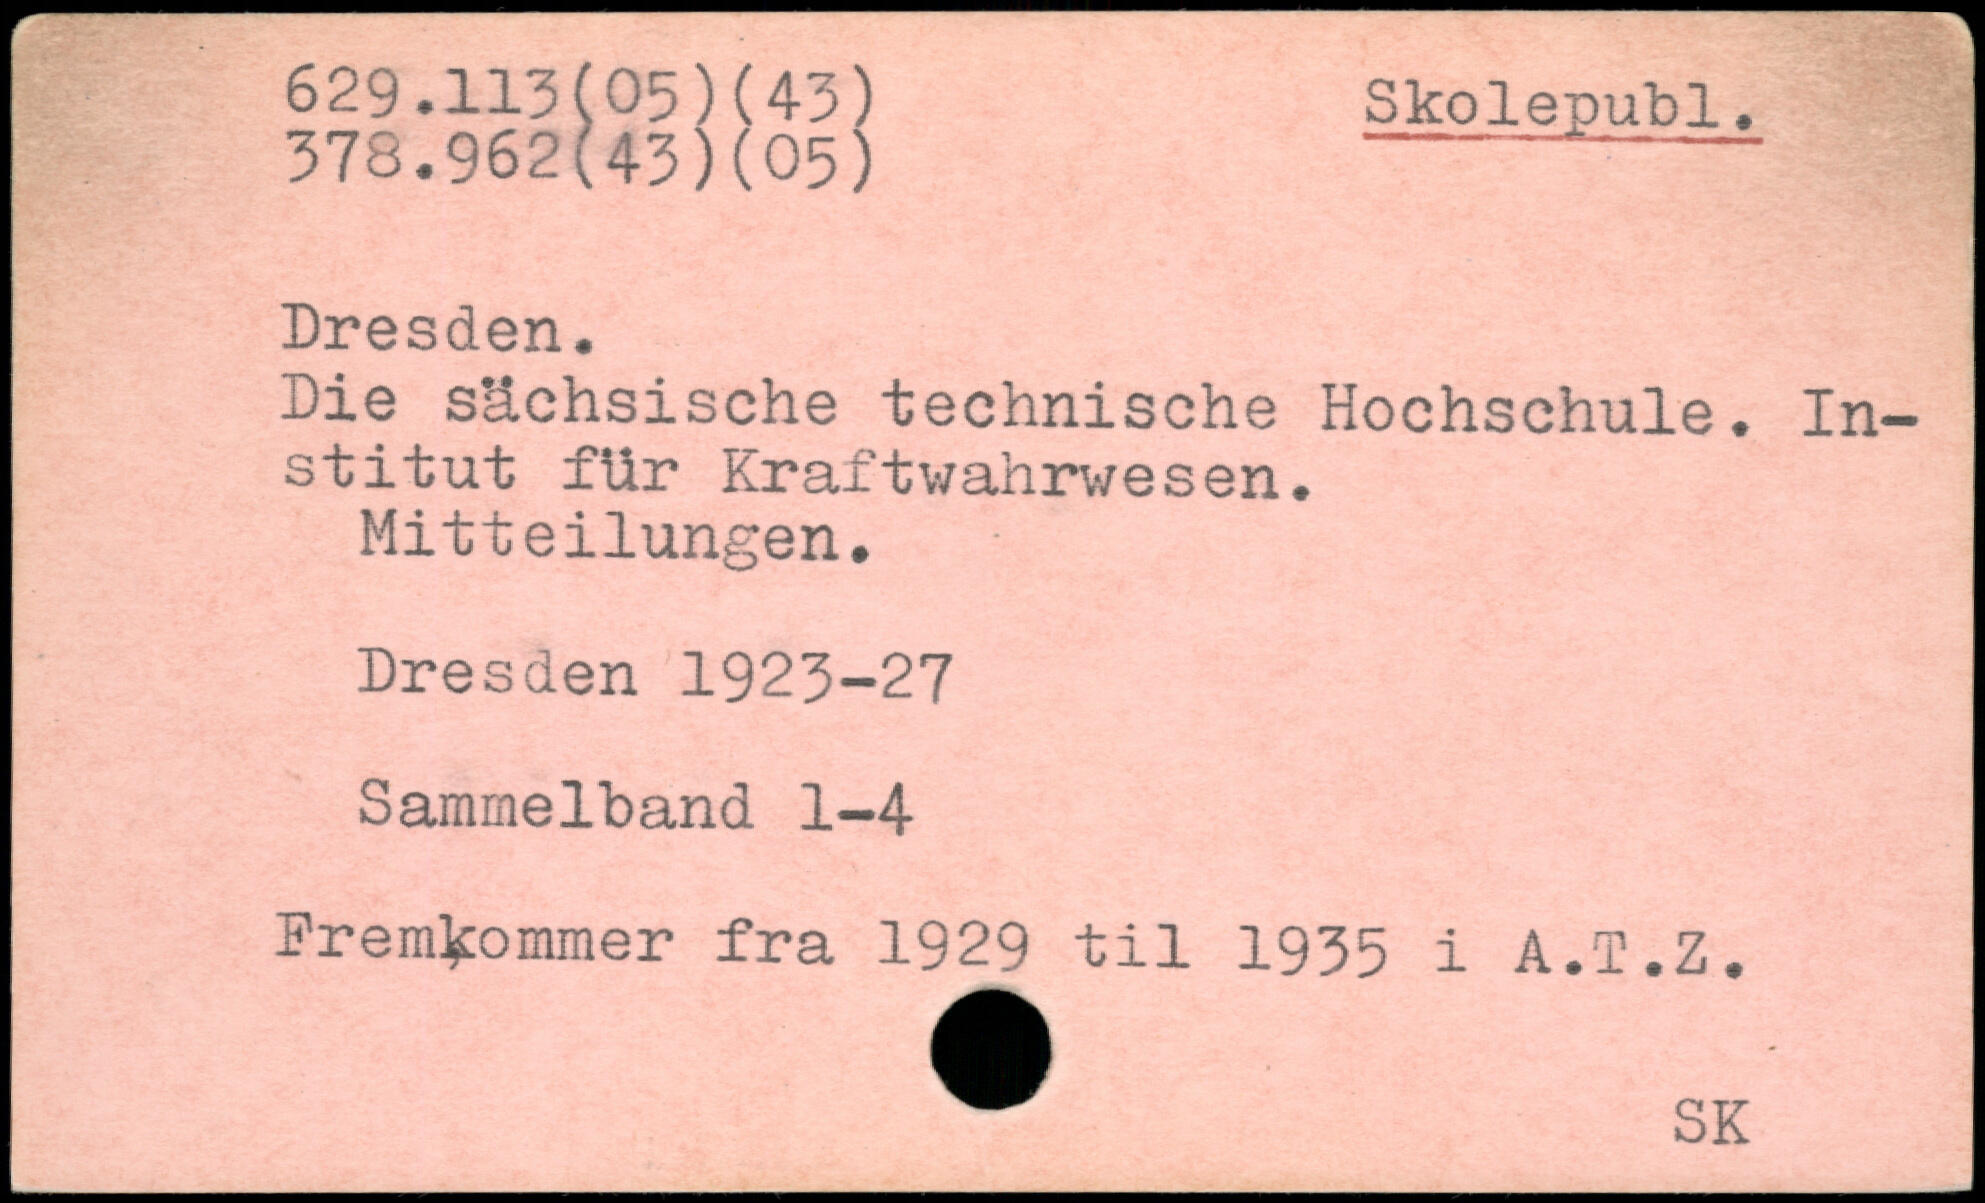 629.113(05)(43)
Skolepubl.
378.962(43)(05)
Dresden.
Die sächsische technische Hochschule. In-
stitut für Kraftwahrwesen.
Mitteilungen.
Dresden 1923-27
Sammelband 1-4
Fremkommer fra 1929 til 1935 i A.T.Z.
SK